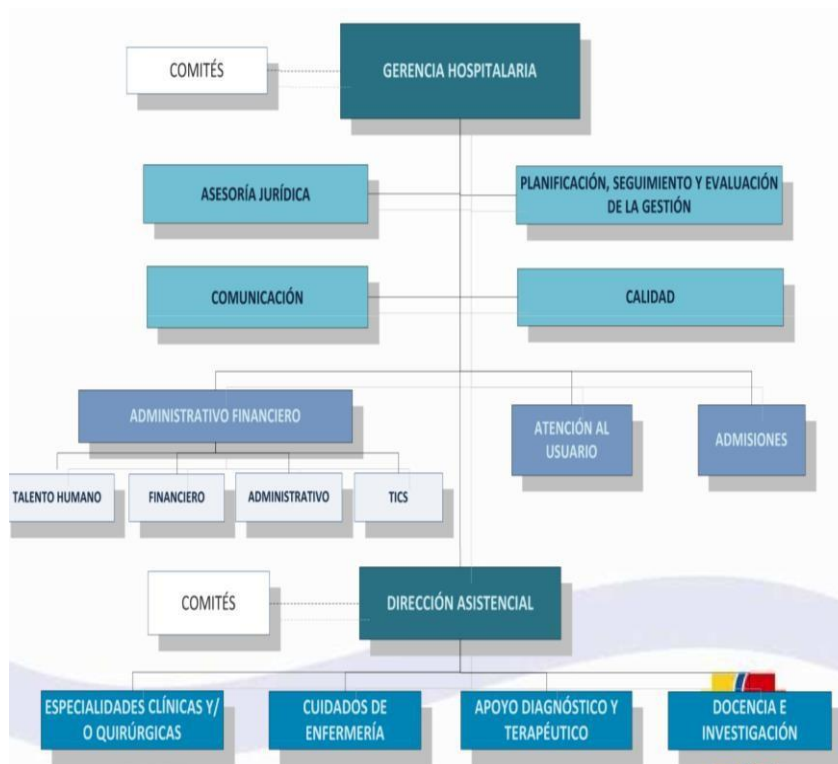 COMITÉS
GERENCIA HOSPITALARIA
ASESORÍA JURÍDICA
PLANIFICACIÓN, SEGUIMIENTO Y EVALUACIÓN
DE LA GESTIÓN
COMUNICACIÓN
CALIDAD
ADMINISTRATIVO FINANCIERO
ATENCIÓN AL
USUARIO
ADMISIONES
TALENTO HUMANO
FINANCIERO
ADMINISTRATIVO
TICS
COMITÉS
DIRECCIÓN ASISTENCIAL
ESPECIALIDADES CLÍNICAS Y/
O QUIRÚRGICAS
CUIDADOS DE
ENFERMERÍA
APOYO DIAGNÓSTICO Y
TERAPÉUTICO
DOCENCIA E
INVESTIGACIÓN